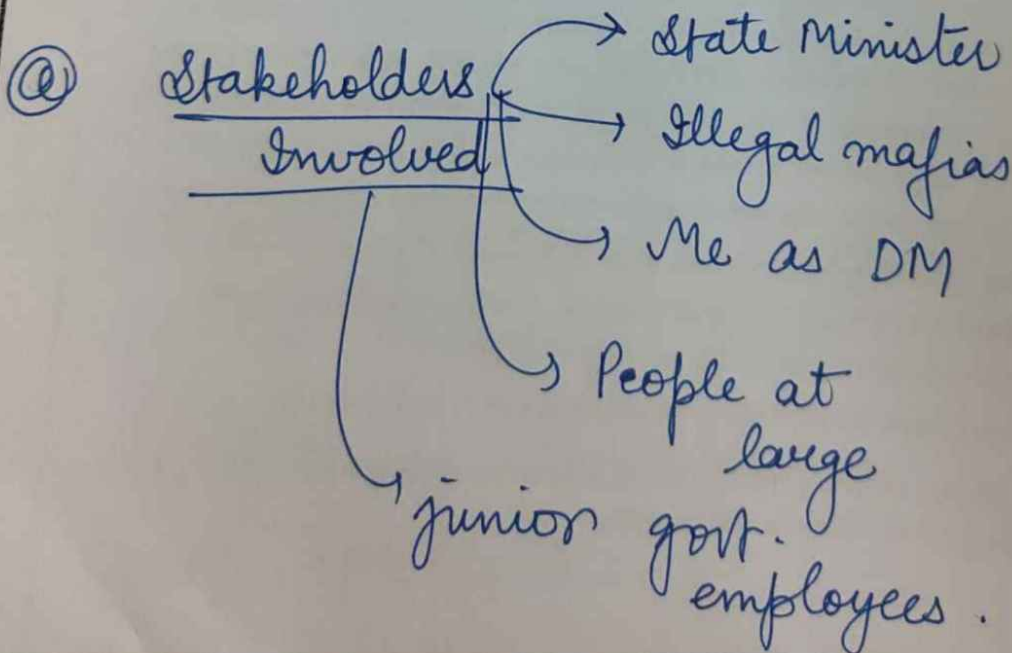 @ Stakeholders
Involved
State Minister
Illegal mafias
Me as DM
People at
large
junior govt.
employees.